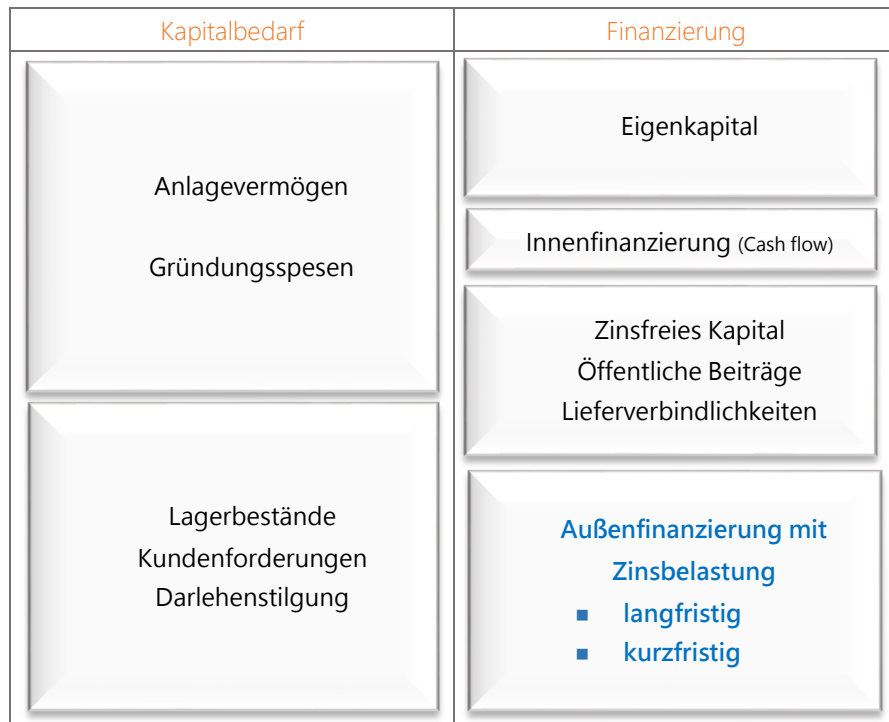 Kapitalbedarf
Finanzierung
Anlagevermögen
Gründungsspesen
Lagerbestände
Kundenforderungen
Darlehenstilgung
Eigenkapital
Innenfinanzierung (Cash flow)
Zinsfreies Kapital
Öffentliche Beiträge
Lieferverbindlichkeiten
Außenfinanzierung mit
Zinsbelastung
▪ langfristig
▪ kurzfristig